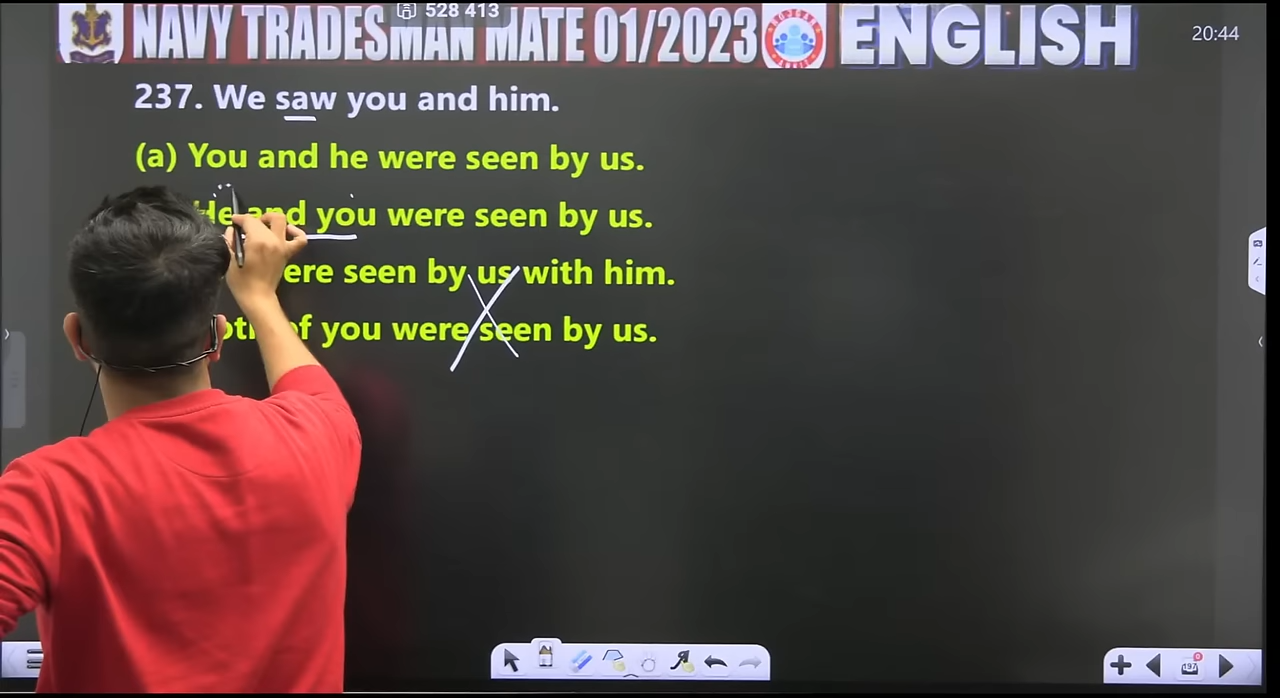 528 413
NAVY TRADESMAN MATE 01/2023 ENGLISH
20:44
237. We saw you and him.
(a) You and he were seen by us.
He and you were seen by us.
ere seen by us with him.
of you were seen by us.
197